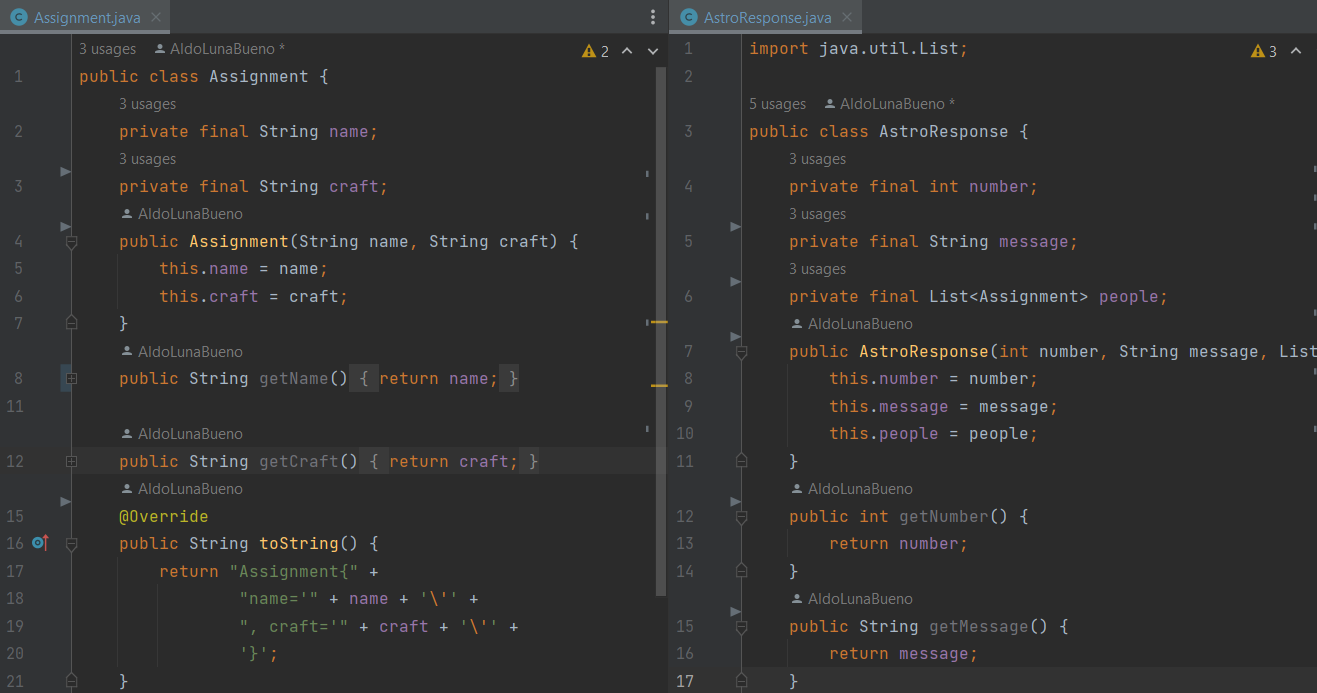 Assignment.java
3 usages AldoLunaBueno *
2
1 public class Assignment {
3 usages
2 private final String name;
3 usages
3 private final String craft;
AldoLunaBueno
4 public Assignment(String name, String craft) {
5 this.name = name;
6 this.craft = craft;
7 }
AldoLunaBueno
8 public String getName() { return name; }
11
AldoLunaBueno
12 public String getCraft() { return craft; }
AldoLunaBueno
15 @Override
16 public String toString() {
17 return "Assignment{" +
18 "name='" + name + '\'' +
19 ", craft='" + craft + '\'' +
20 '}';
21 }
AstroResponse.java
1 import java.util.List;
3
2
5 usages AldoLunaBueno *
3 public class AstroResponse {
3 usages
4 private final int number;
3 usages
5 private final String message;
3 usages
6 private final List<Assignment> people;
AldoLunaBueno
7 public AstroResponse(int number, String message, List
8 this.number = number;
9 this.message = message;
10 this.people = people;
11 }
AldoLunaBueno
12 public int getNumber() {
13 return number;
14 }
AldoLunaBueno
15 public String getMessage() {
16 return message;
17 }